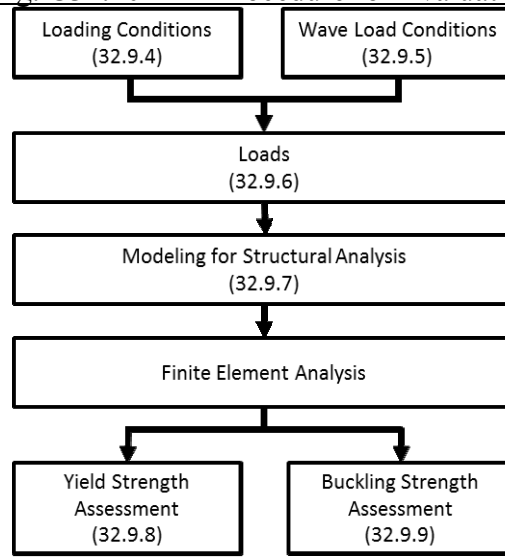 Loading Conditions
(32.9.4)
Wave Load Conditions
(32.9.5)
Loads
(32.9.6)
Modeling for Structural Analysis
(32.9.7)
Finite Element Analysis
Yield Strength
Assessment
(32.9.8)
Buckling Strength
Assessment
(32.9.9)